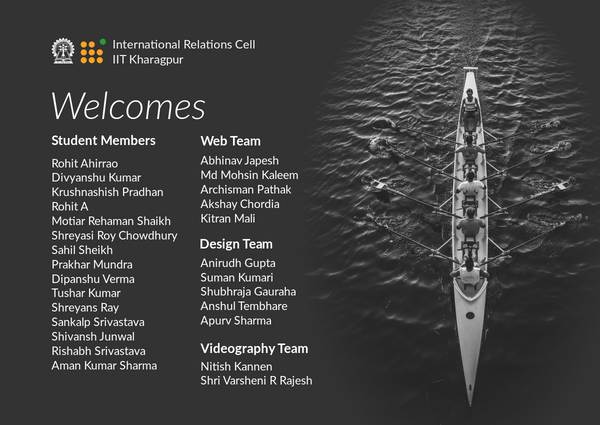 International Relations Cell
IIT Kharagpur
Welcomes
Student Members
Rohit Ahirrao
Divyanshu Kumar
Krushnashish Pradhan
Rohit A
Motiar Rehaman Shaikh
Shreyasi Roy Chowdhury
Sahil Sheikh
Prakhar Mundra
Dipanshu Verma
Tushar Kumar
Shreyans Ray
Sankalp Srivastava
Shivansh Junwal
Rishabh Srivastava
Aman Kumar Sharma
Web Team
Abhinav Japesh
Md Mohsin Kaleem
Archisman Pathak
Akshay Chordia
Kitran Mali
Design Team
Anirudh Gupta
Suman Kumari
Shubhraja Gauraha
Anshul Tembhare
Apurv Sharma
Videography Team
Nitish Kannen
Shri Varsheni R Rajesh